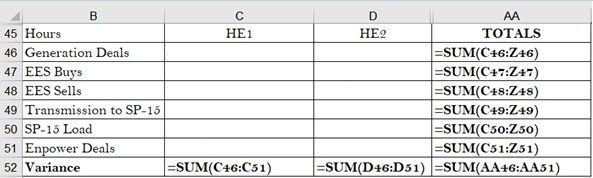 B C D AA
45 Hours HE1 HE2 TOTALS
46 Generation Deals =SUM(C46:Z46)
47 EES Buys =SUM(C47:Z47)
48 EES Sells =SUM(C48:Z48)
49 Transmission to SP-15 =SUM(C49:Z49)
50 SP-15 Load =SUM(C50:Z50)
51 Enpower Deals =SUM(C51:Z51)
52 Variance =SUM(C46:C51) =SUM(D46:D51) =SUM(AA46:AA51)